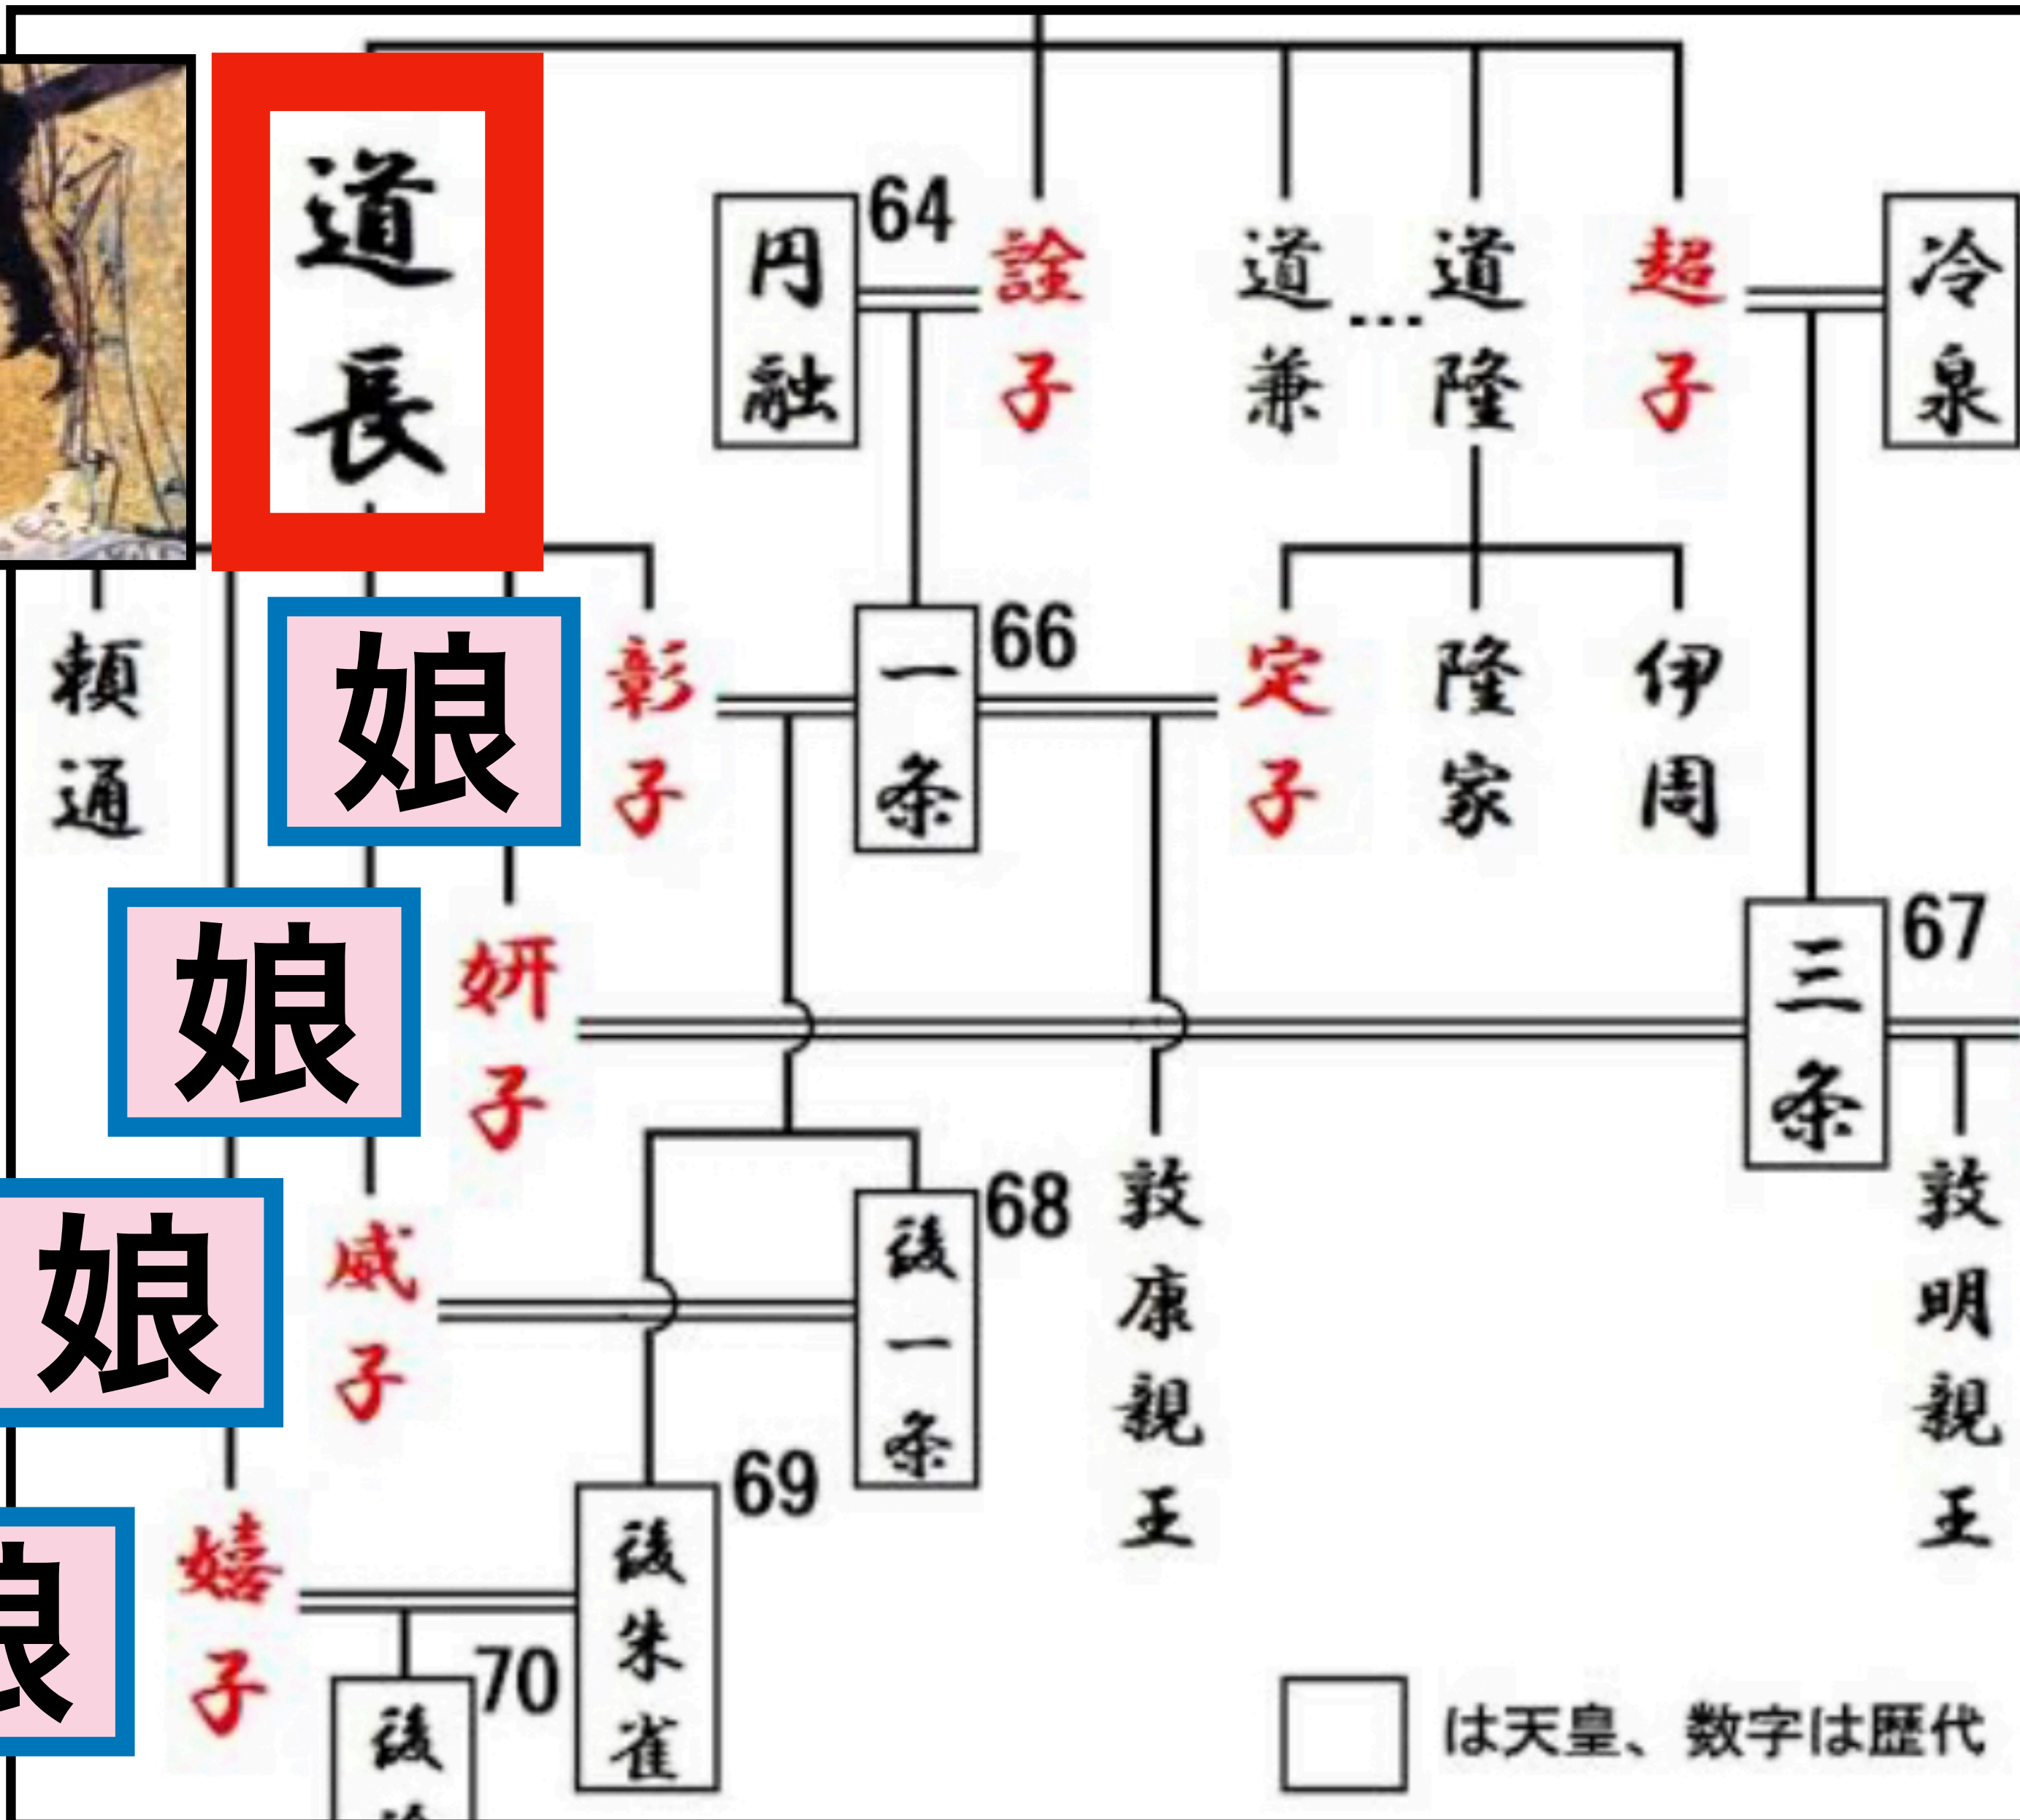 道長
円融
64
詮子
道兼
…
道隆
超子
冷泉
頼通
娘
彰子
一条
66
定子
隆家
伊周
娘
妍子
三条
67
娘
威子
後一条
68
敦康親王
敦明親王
娘
嬉子
後朱雀
69
後
70
は天皇、数字は歴代